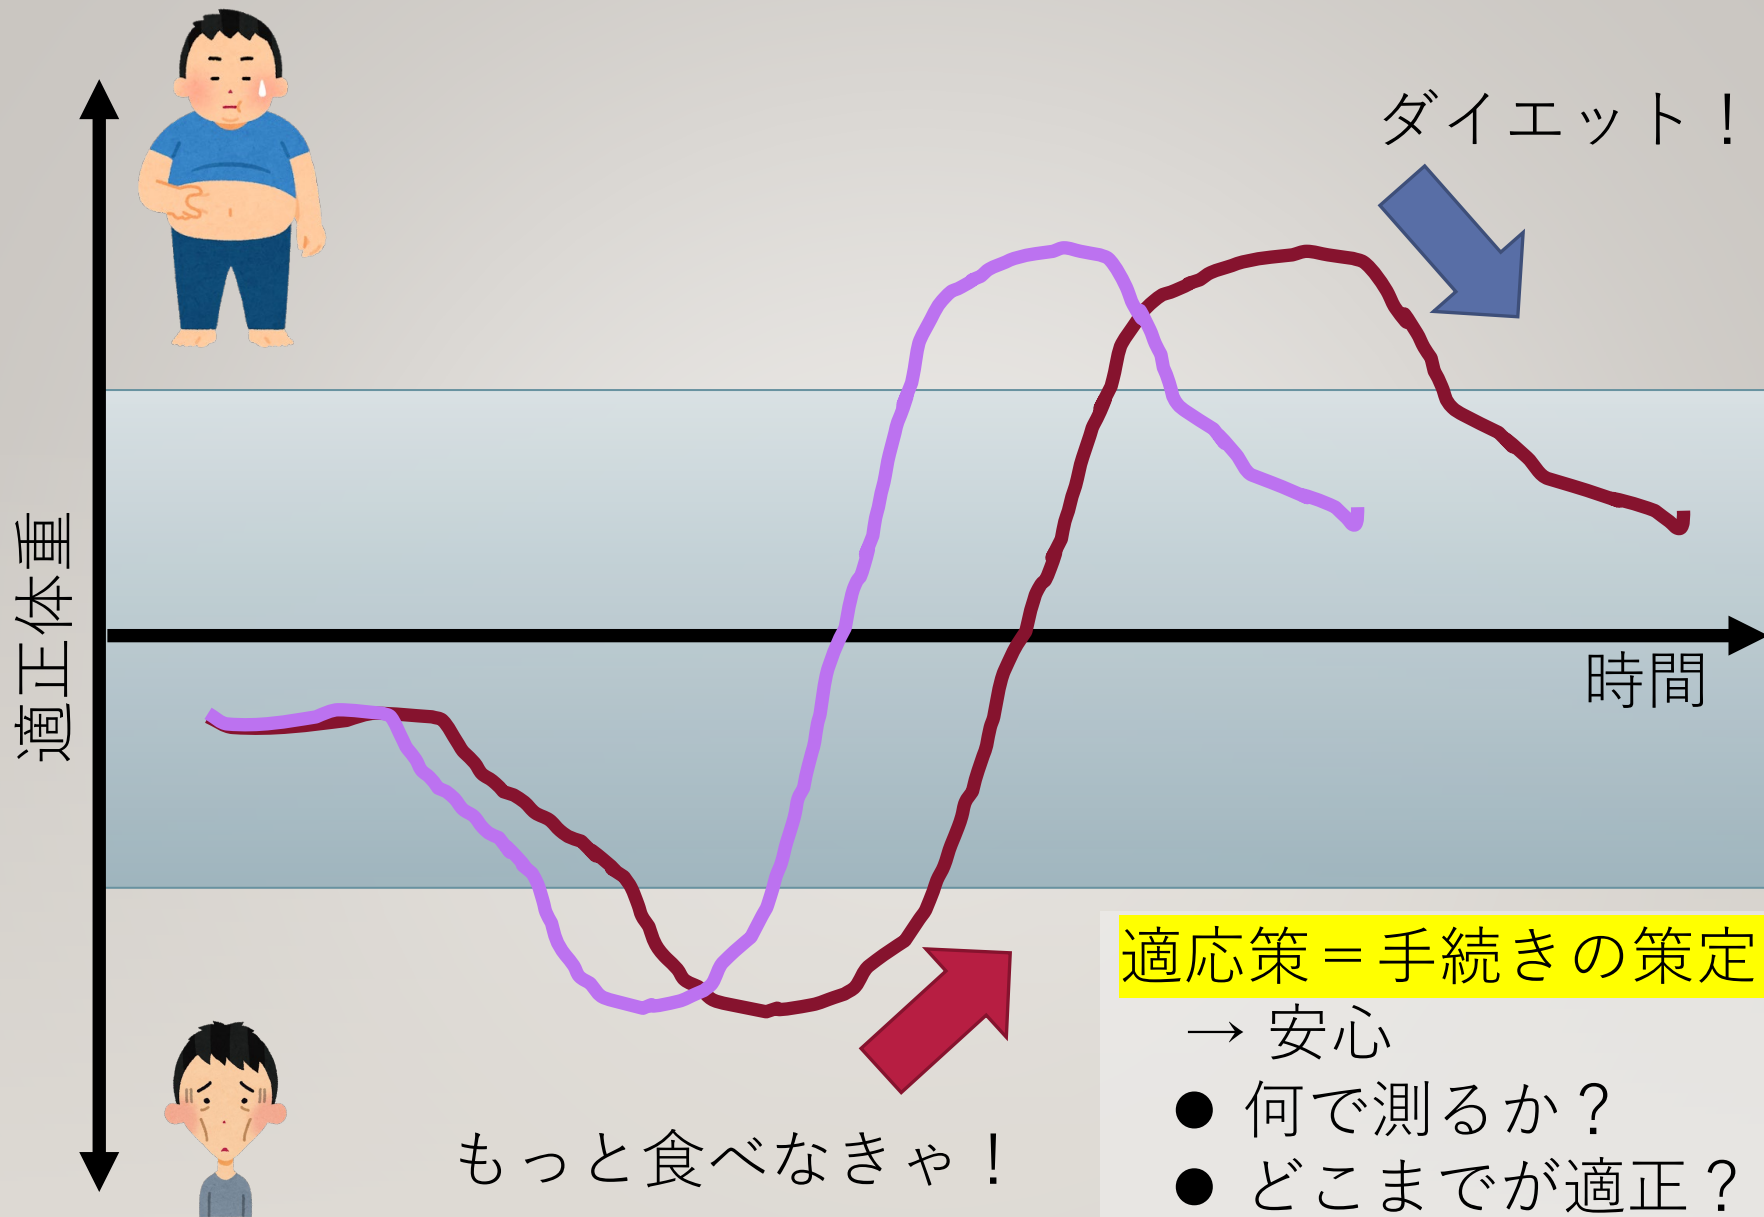 ダイエット！
適正体重
時間
もっと食べなきゃ！
適応策＝手続きの策定
→ 安心
● 何で測るか？
● どこまでが適正？